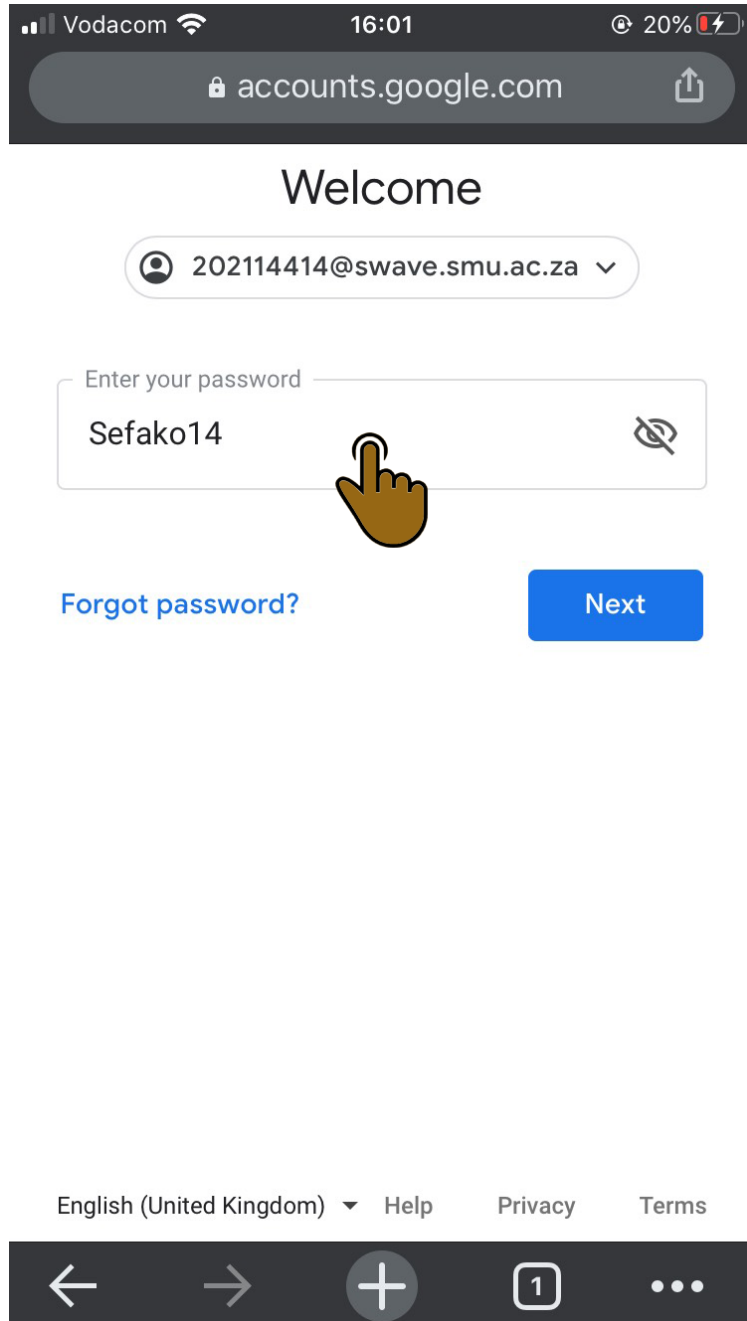 Vodacom 16:01 20%
accounts.google.com
Welcome
202114414@swave.smu.ac.za
Enter your password
Sefako14
Forgot password? Next
English (United Kingdom) Help Privacy Terms
1